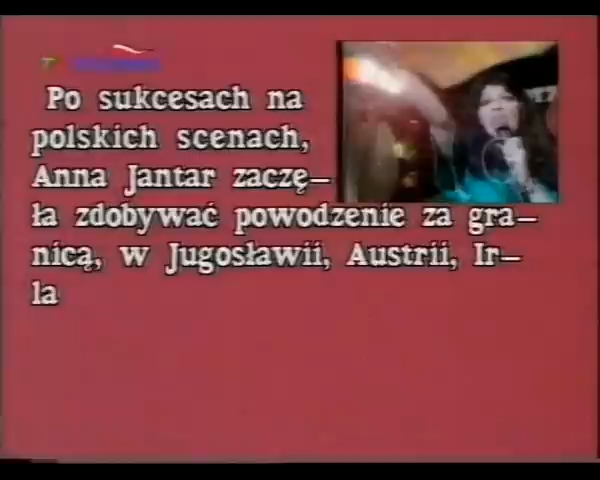 Po sukcesach na
polskich scenach,
Anna Jantar zaczę–
ła zdobywać powodzenie za gra–
nicą, w Jugosławii, Austrii, Ir–
la